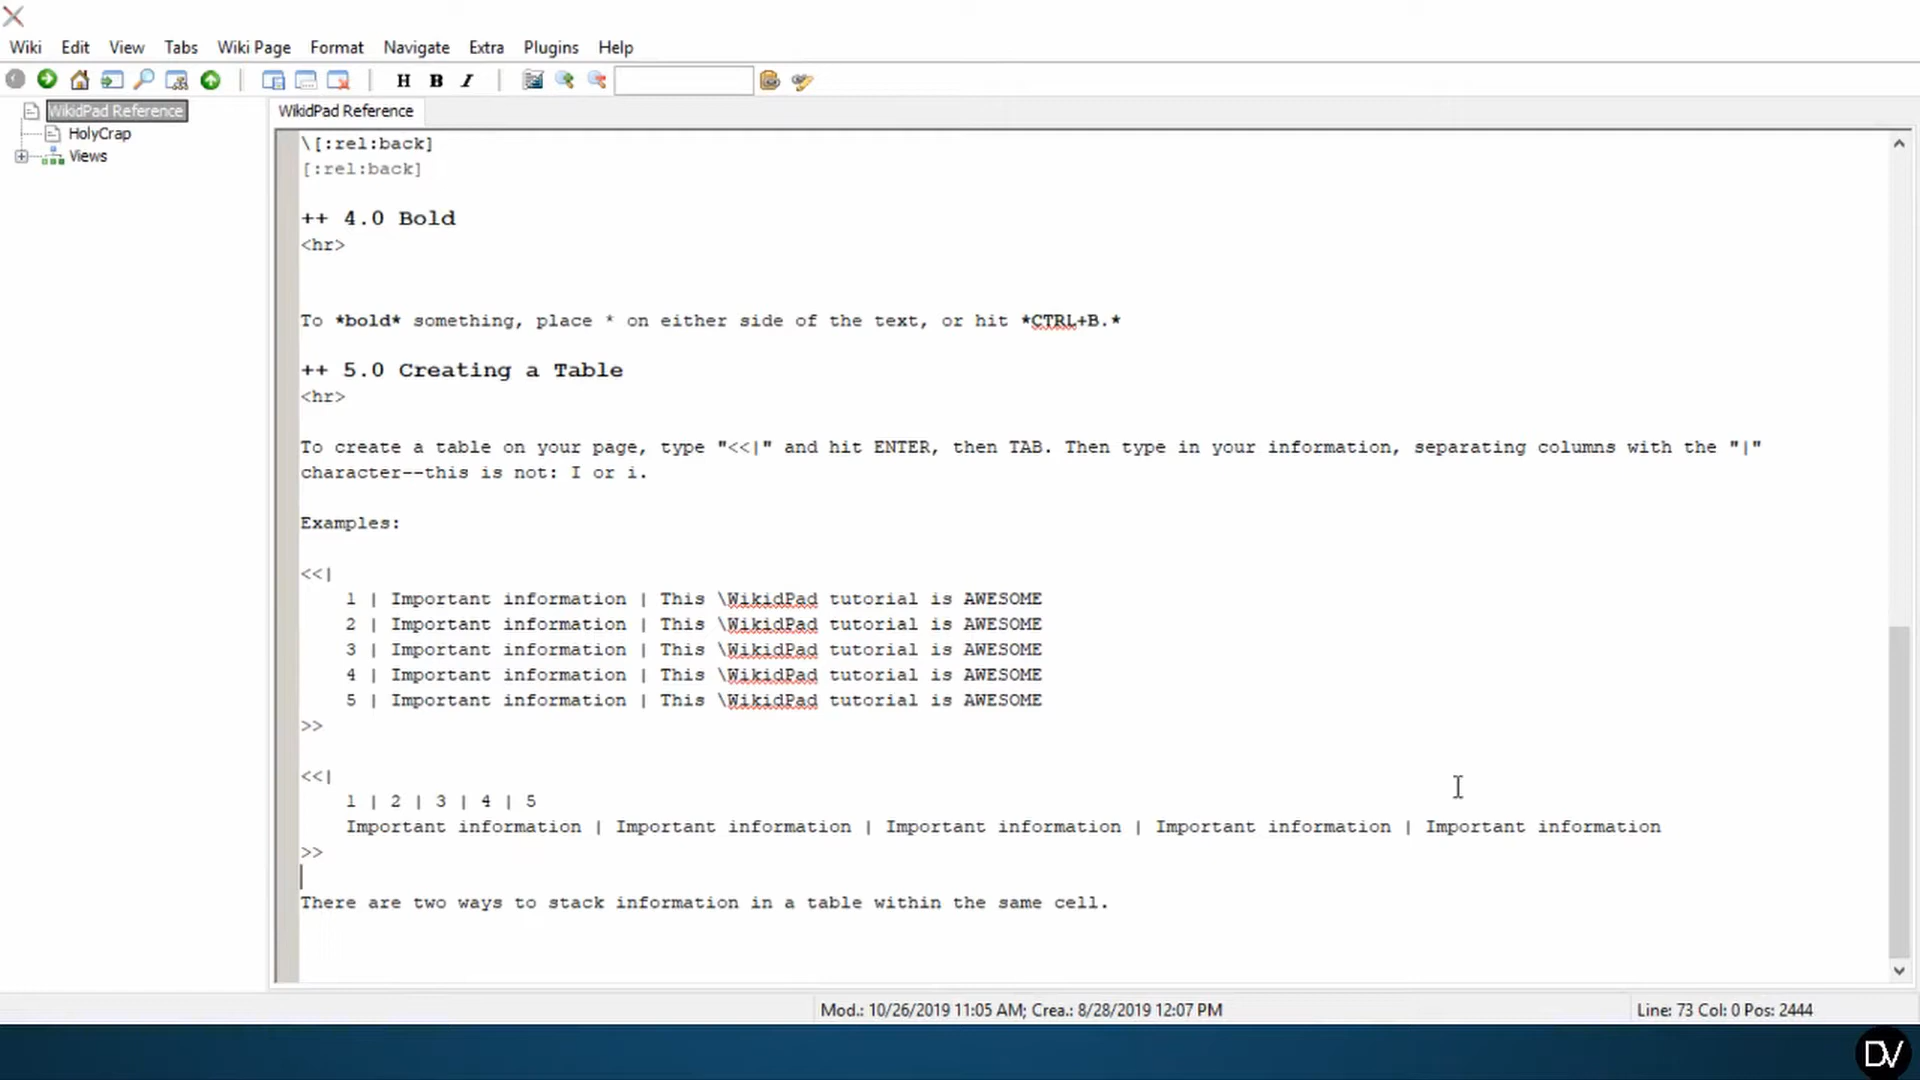 Wiki Edit View Tabs Wiki Page Format Navigate Extra Plugins Help
H B I
WikidPad Reference
HolyCrap
Views
WikidPad Reference
\[:rel:back]
[:rel:back]
++ 4.0 Bold
<hr>
To *bold* something, place * on either side of the text, or hit *CTRL+B.*
++ 5.0 Creating a Table
<hr>
To create a table on your page, type "<<|" and hit ENTER, then TAB. Then type in your information, separating columns with the "|"
character--this is not: I or i.
Examples:
<<|
1 | Important information | This \WikidPad tutorial is AWESOME
2 | Important information | This \WikidPad tutorial is AWESOME
3 | Important information | This \WikidPad tutorial is AWESOME
4 | Important information | This \WikidPad tutorial is AWESOME
5 | Important information | This \WikidPad tutorial is AWESOME
>>
<<|
1 | 2 | 3 | 4 | 5
Important information | Important information | Important information | Important information | Important information
>>
There are two ways to stack information in a table within the same cell.
Mod.: 10/26/2019 11:05 AM; Crea.: 8/28/2019 12:07 PM
Line: 73 Col: 0 Pos: 2444
DV